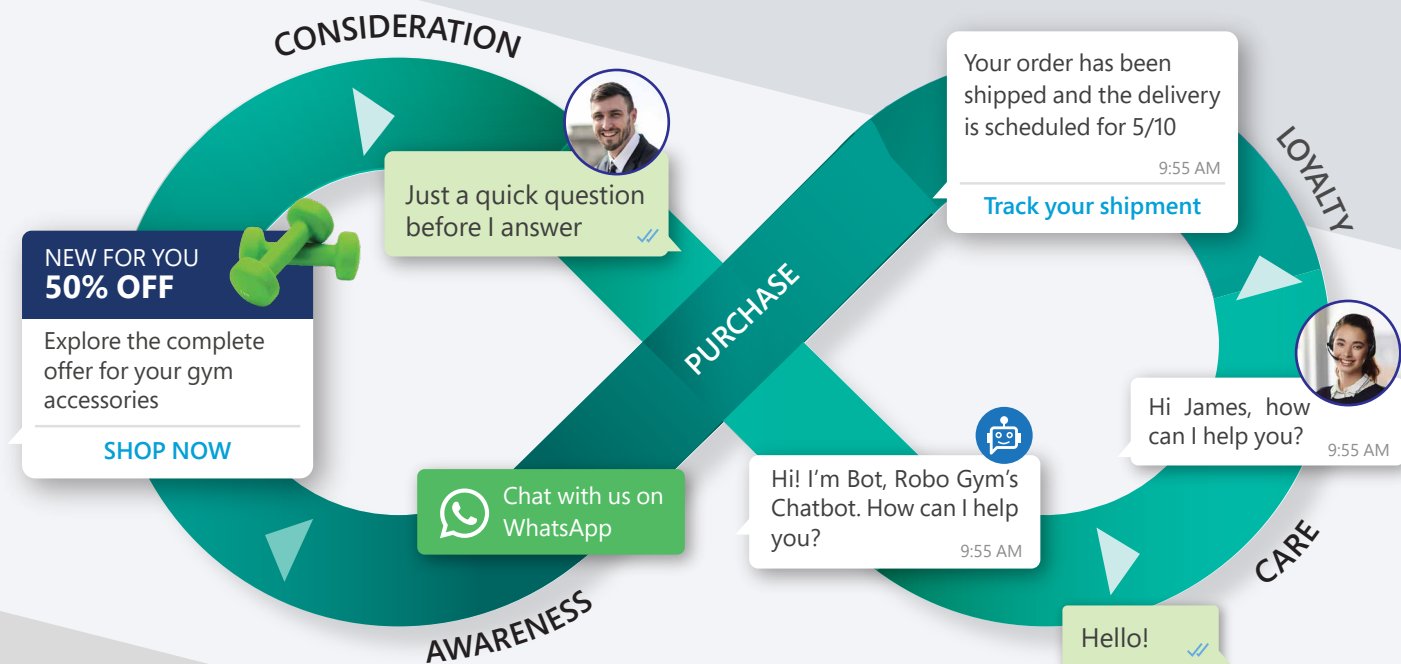 CONSIDERATION
Just a quick question
before I answer
NEW FOR YOU
50% OFF
Explore the complete
offer for your gym
accessories
SHOP NOW
Chat with us on
WhatsApp
AWARENESS
PURCHASE
Your order has been
shipped and the delivery
is scheduled for 5/10
9:55 AM
Track your shipment
LOYALTY
Hi James, how
can I help you?
9:55 AM
Hi! I'm Bot, Robo Gym's
Chatbot. How can I help
you?
9:55 AM
CARE
Hello!